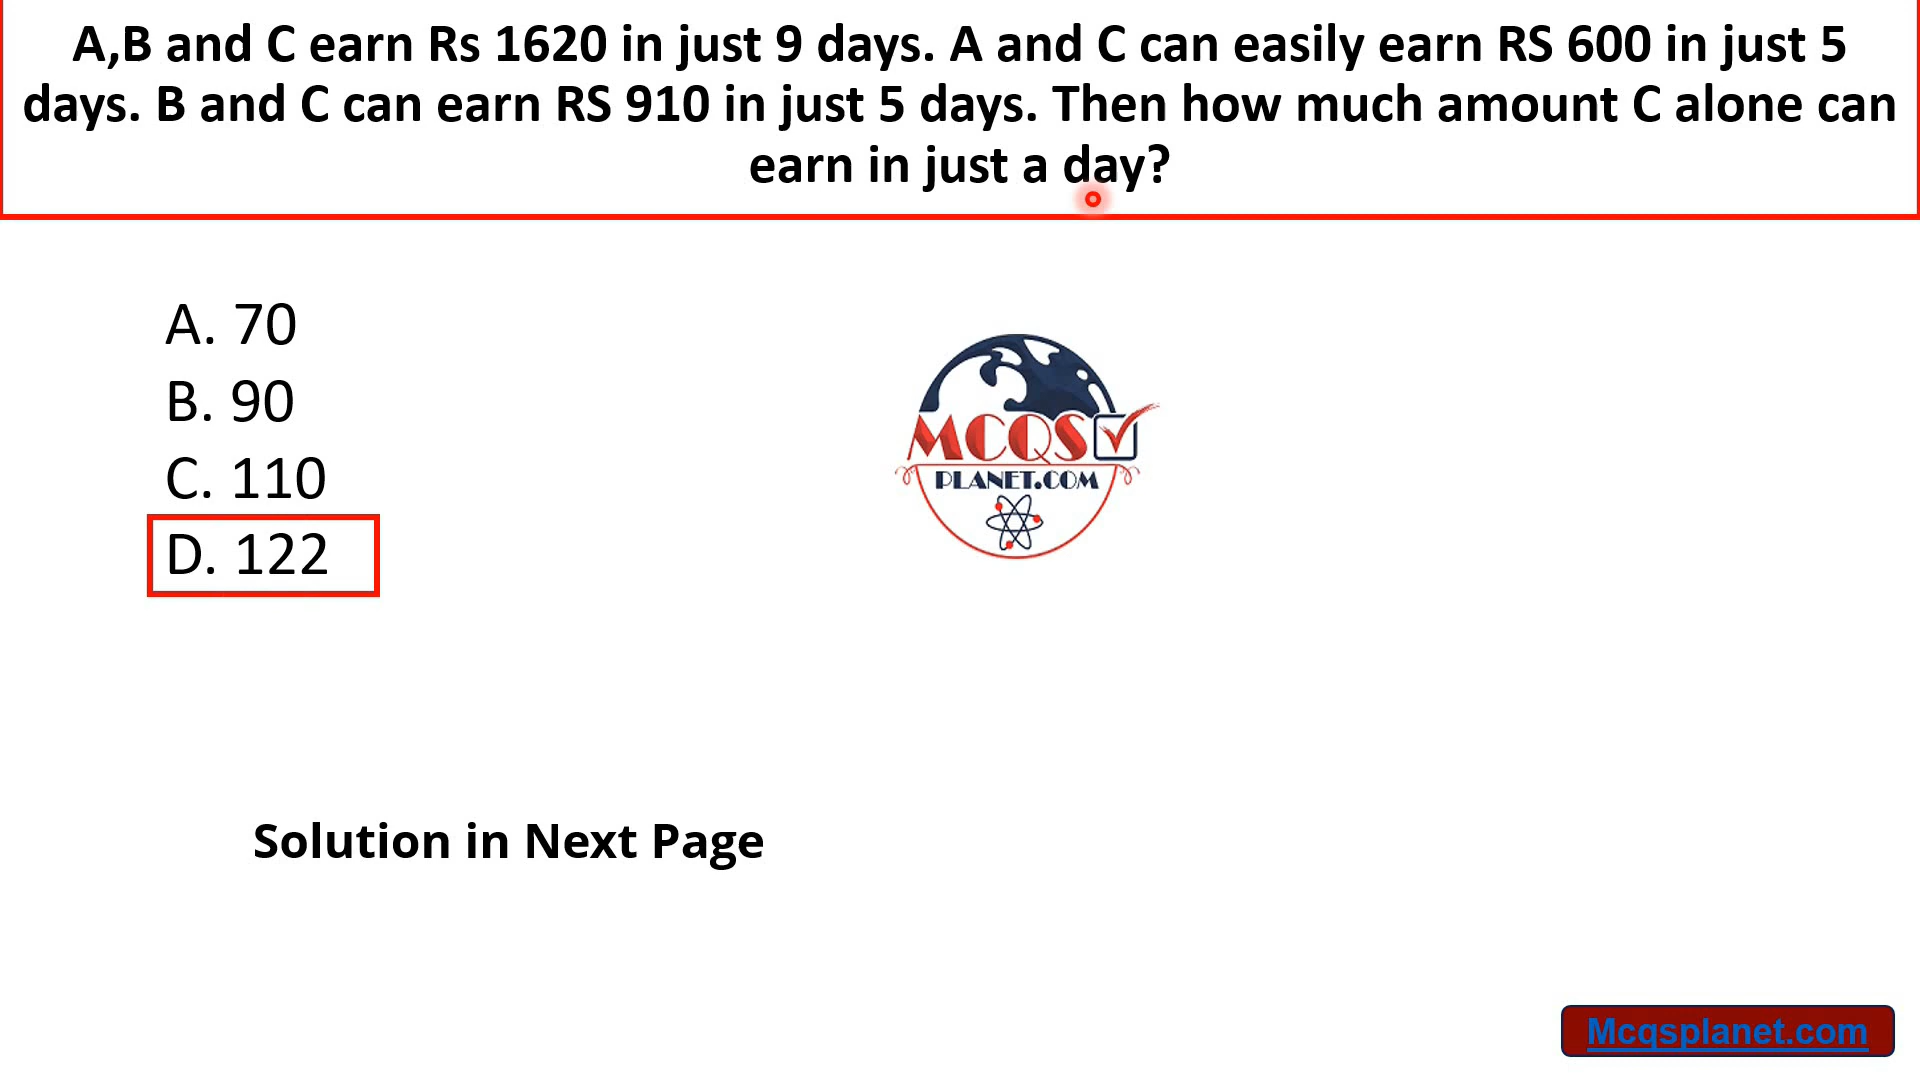 A,B and C earn Rs 1620 in just 9 days. A and C can easily earn RS 600 in just 5
days. B and C can earn RS 910 in just 5 days. Then how much amount C alone can
earn in just a day?
A. 70
B. 90
C. 110
D. 122
MCQS
PLANET.COM
Solution in Next Page
Mcqsplanet.com